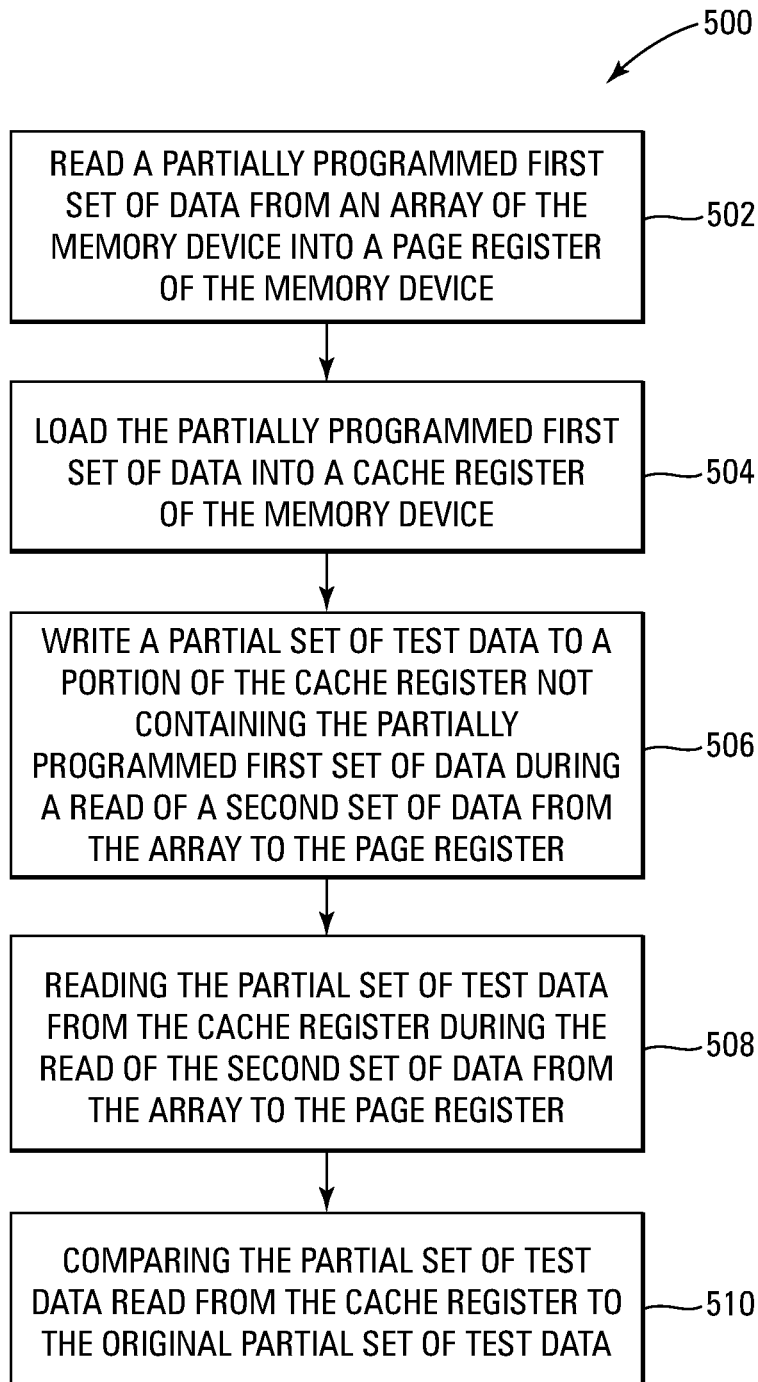 500
READ A PARTIALLY PROGRAMMED FIRST
SET OF DATA FROM AN ARRAY OF THE
MEMORY DEVICE INTO A PAGE REGISTER
OF THE MEMORY DEVICE
502
LOAD THE PARTIALLY PROGRAMMED FIRST
SET OF DATA INTO A CACHE REGISTER
OF THE MEMORY DEVICE
504
WRITE A PARTIAL SET OF TEST DATA TO A
PORTION OF THE CACHE REGISTER NOT
CONTAINING THE PARTIALLY
PROGRAMMED FIRST SET OF DATA DURING
A READ OF A SECOND SET OF DATA FROM
THE ARRAY TO THE PAGE REGISTER
506
READING THE PARTIAL SET OF TEST DATA
FROM THE CACHE REGISTER DURING THE
READ OF THE SECOND SET OF DATA FROM
THE ARRAY TO THE PAGE REGISTER
508
COMPARING THE PARTIAL SET OF TEST
DATA READ FROM THE CACHE REGISTER TO
THE ORIGINAL PARTIAL SET OF TEST DATA
510